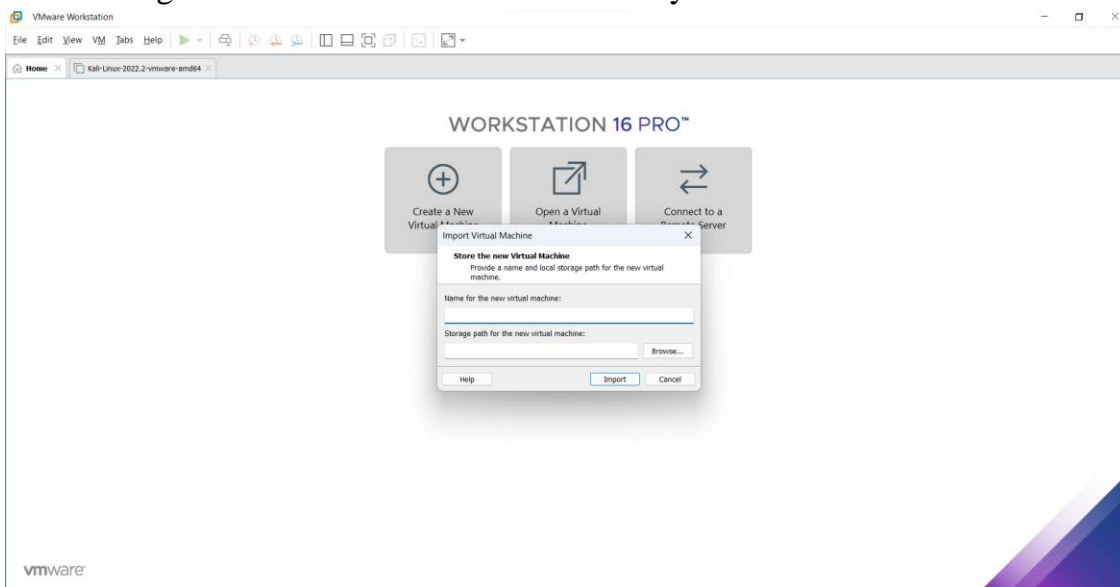 VMware Workstation
File Edit View VM Tabs Help
Home Kali-Linux-2022.2-vmware-amd64
WORKSTATION 16 PRO™
Create a New
Virtual Machine
Open a Virtual
Machine
Connect to a
Remote Server
Import Virtual Machine
Store the new Virtual Machine
Provide a name and local storage path for the new virtual
machine.
Name for the new virtual machine:
Storage path for the new virtual machine:
Browse...
Help Import Cancel
vmware